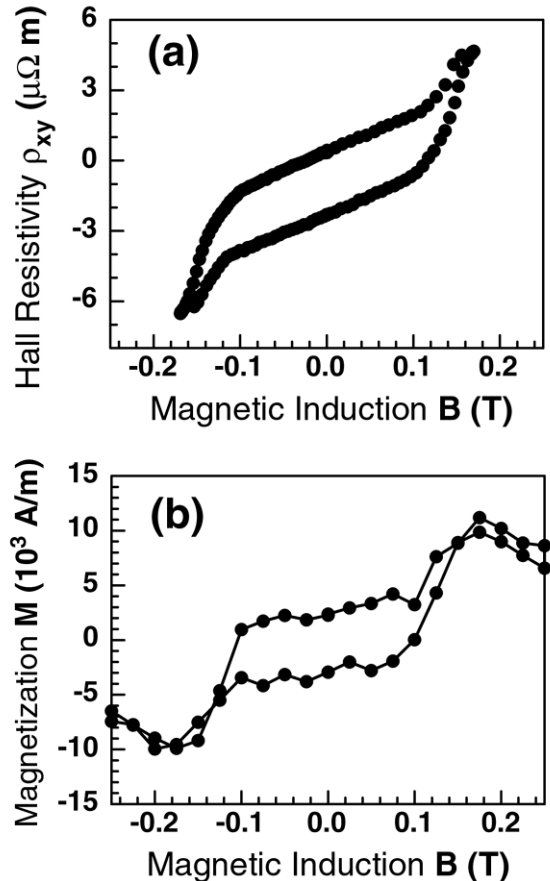 (a)
Hall Resistivity ρxy (μΩ m)
6
3
0
-3
-6
-0.2 -0.1 0.0 0.1 0.2
Magnetic Induction B (T)
(b)
Magnetization M (10³ A/m)
15
10
5
0
-5
-10
-15
-0.2 -0.1 0.0 0.1 0.2
Magnetic Induction B (T)